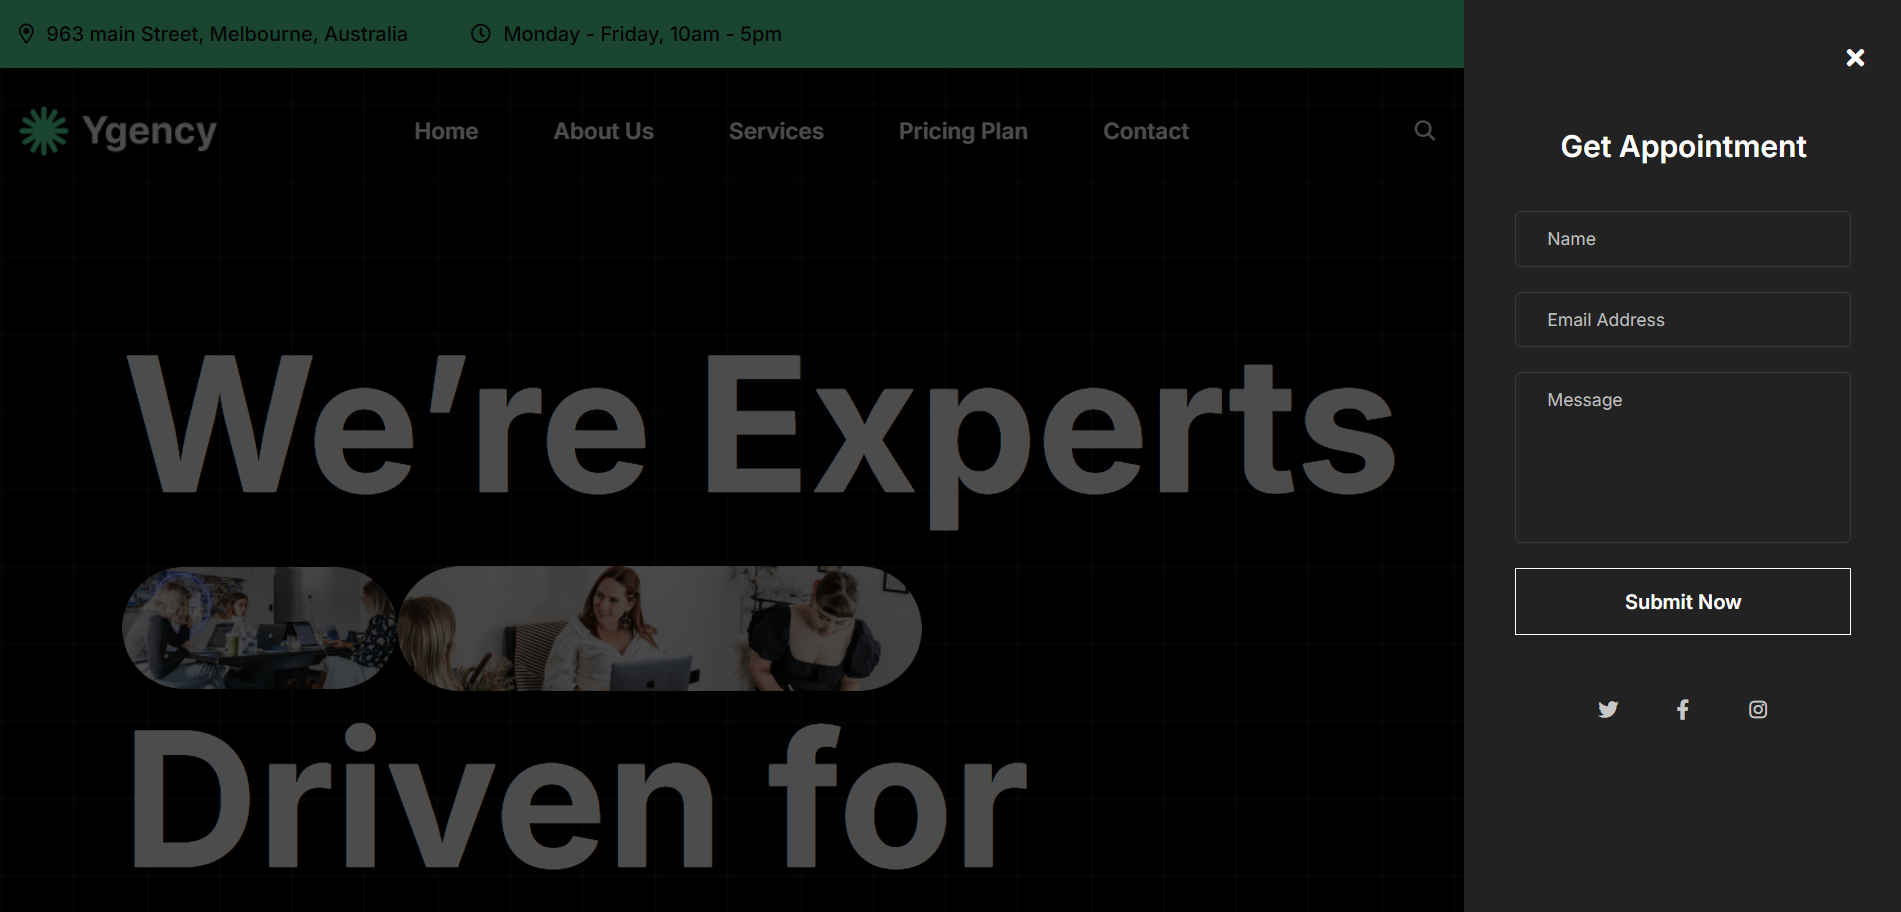 963 main Street, Melbourne, Australia
Monday - Friday, 10am - 5pm
Ygency
Home
About Us
Services
Pricing Plan
Contact
We’re Experts
Driven for
Get Appointment
Name
Email Address
Message
Submit Now